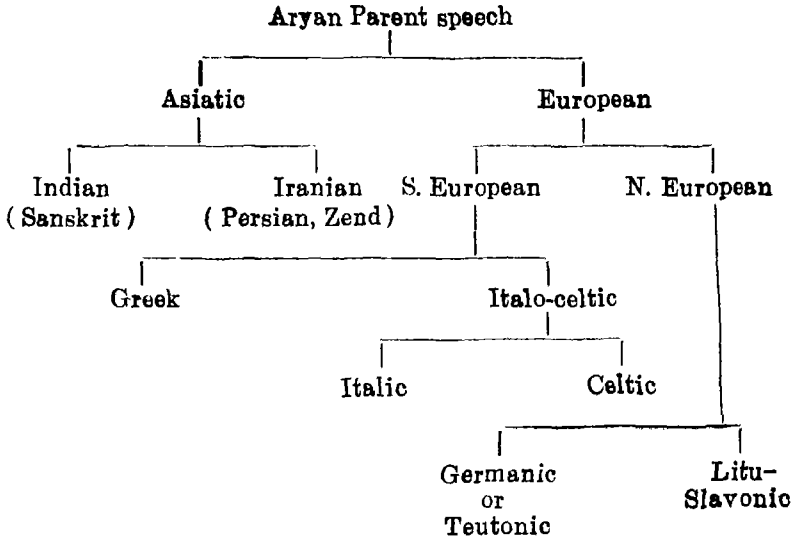 Aryan Parent speech
Asiatic European
Indian Iranian S. European N. European
(Sanskrit) (Persian, Zend)
Greek Italo-celtic
Italic Celtic
Germanic Litu-
or Slavonic
Teutonic